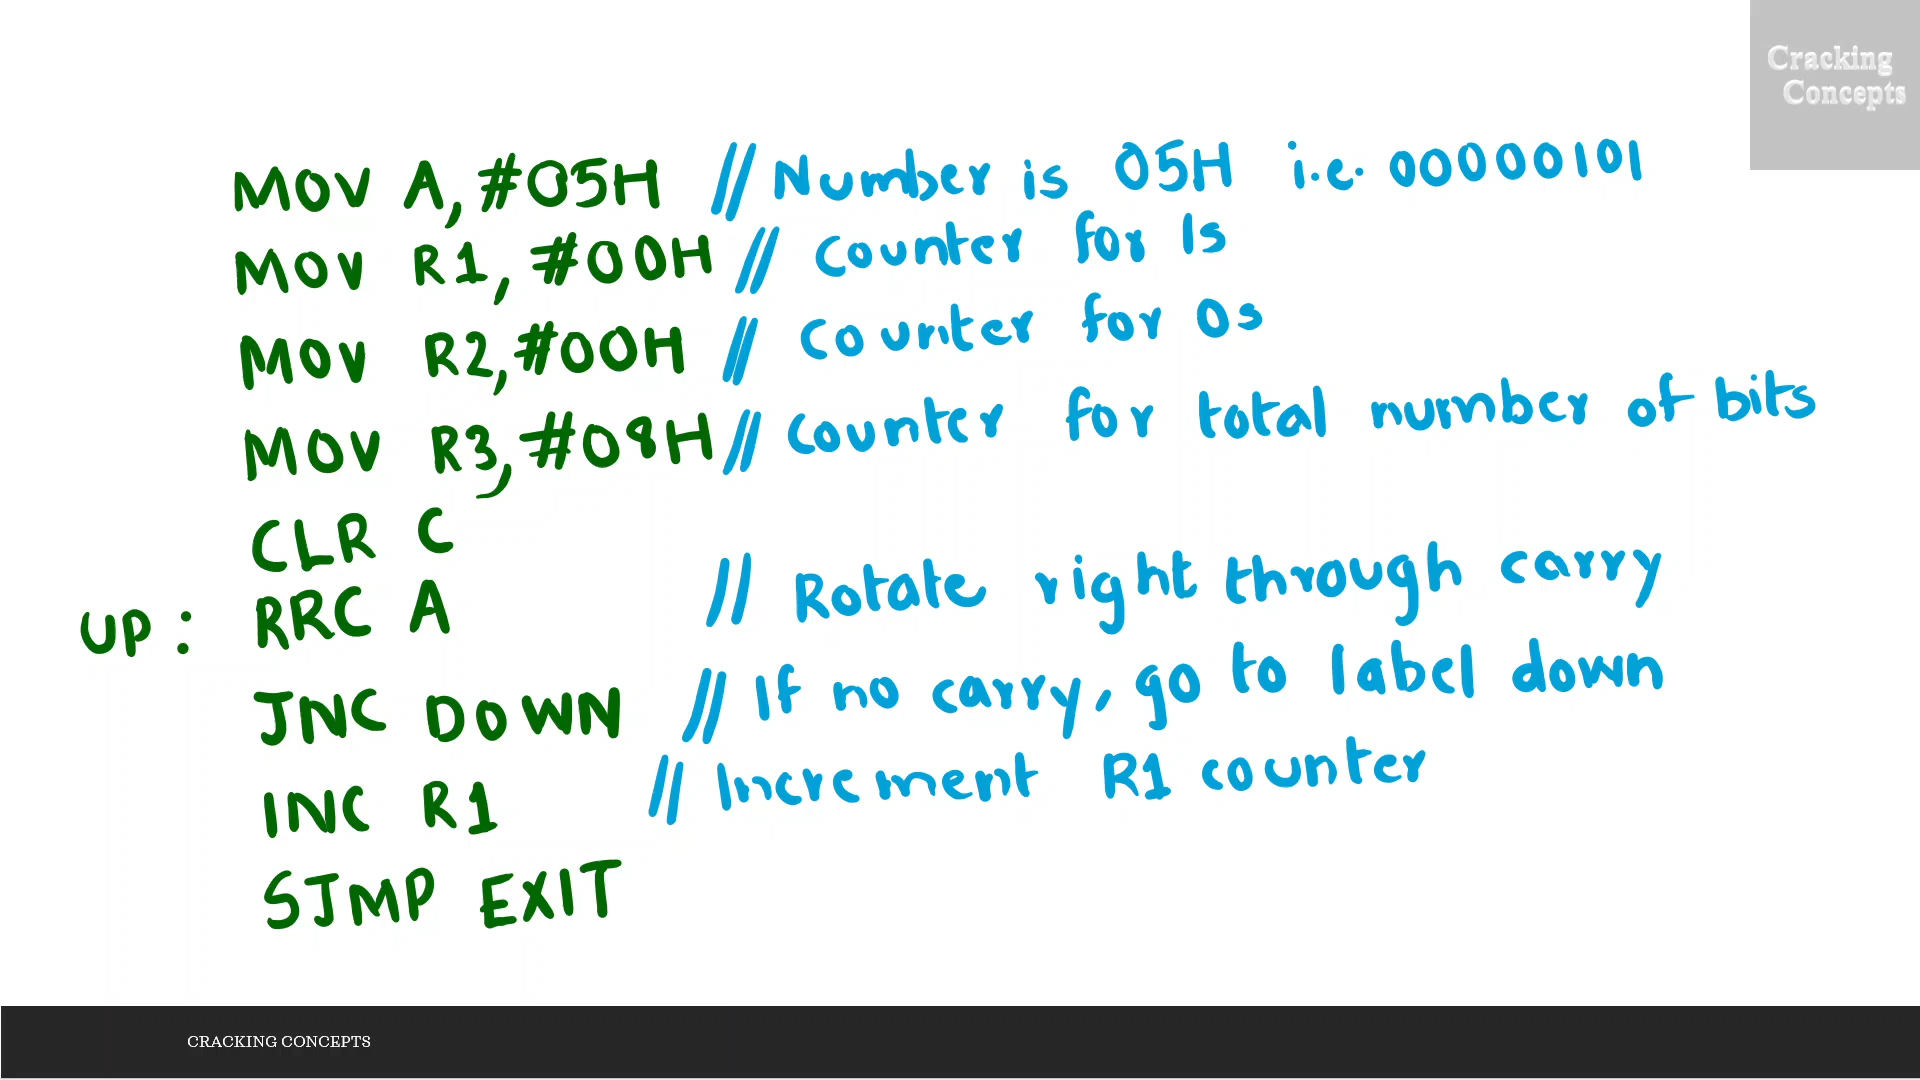 Cracking
Concepts
MOV A, #05H // Number is 05H i.e. 00000101
MOV R1, #00H // Counter for 1s
MOV R2, #00H // Counter for 0s
MOV R3, #08H // Counter for total number of bits
CLR C
UP : RRC A // Rotate right through carry
JNC DOWN // If no carry, go to label down
INC R1 // Increment R1 counter
SJMP EXIT
CRACKING CONCEPTS